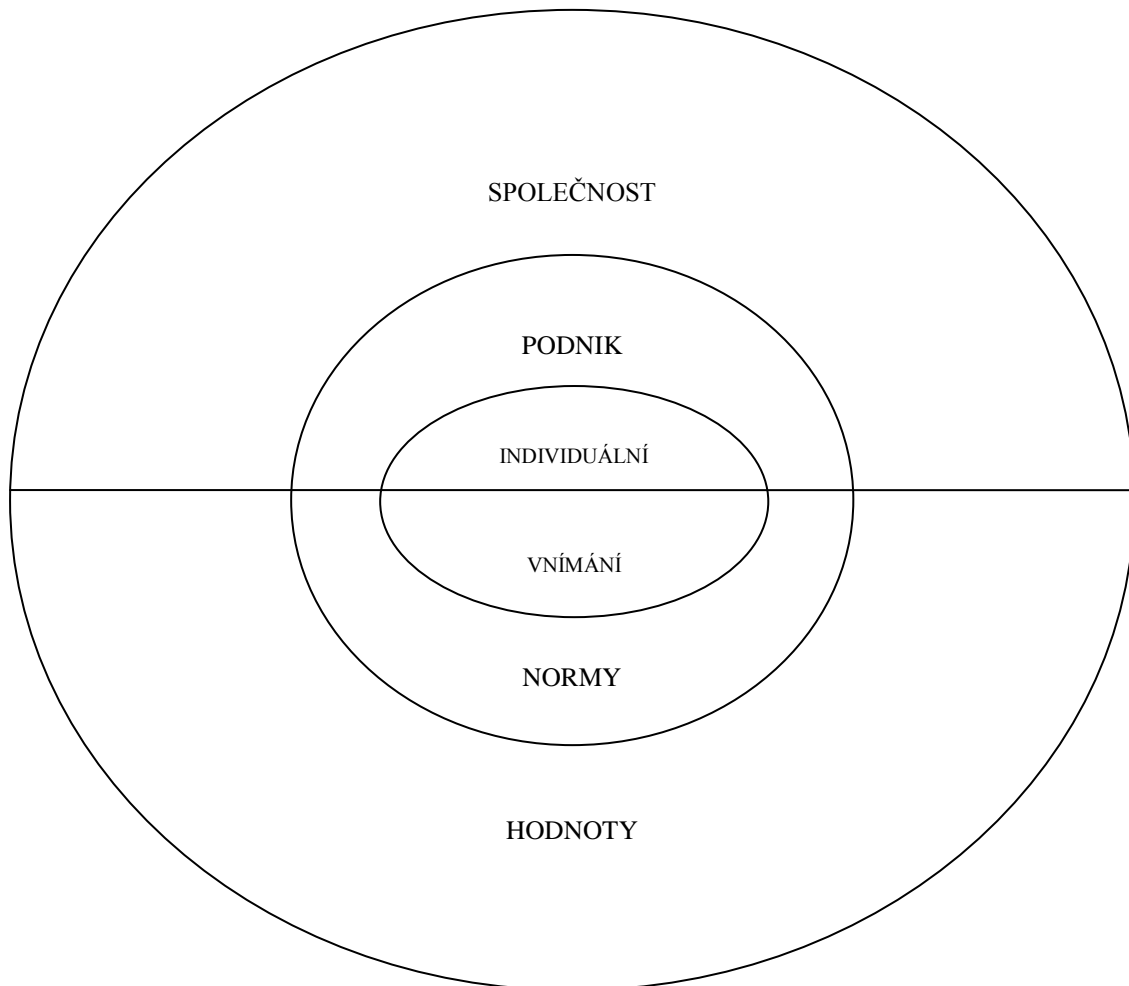 SPOLEČNOST
PODNIK
INDIVIDUÁLNÍ
VNÍMÁNÍ
NORMY
HODNOTY